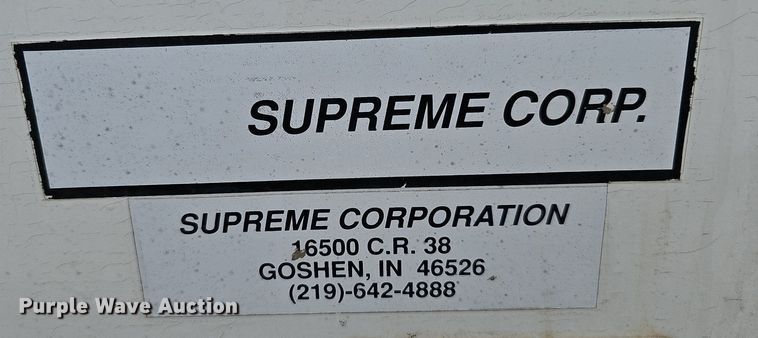 SUPREME CORP.
SUPREME CORPORATION
16500 C.R. 38
GOSHEN, IN 46526
(219)-642-4888
Purple Wave Auction